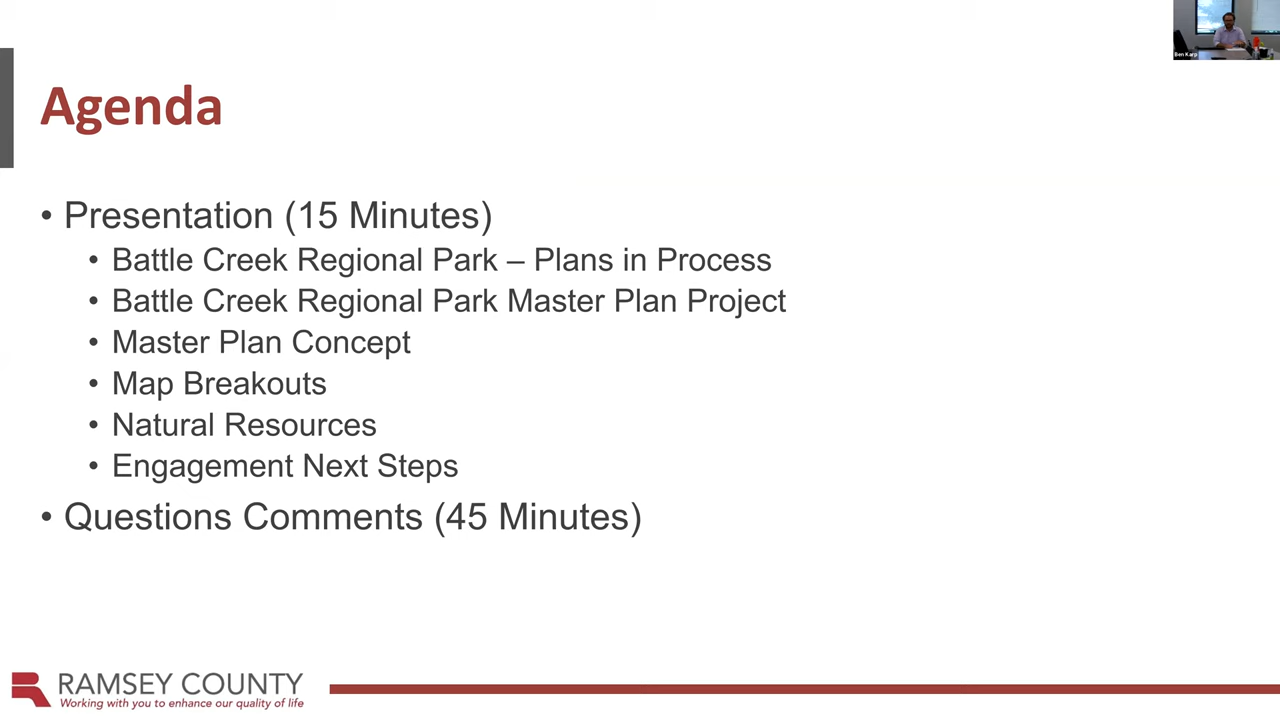 Ben Karp
Agenda
• Presentation (15 Minutes)
• Battle Creek Regional Park – Plans in Process
• Battle Creek Regional Park Master Plan Project
• Master Plan Concept
• Map Breakouts
• Natural Resources
• Engagement Next Steps
• Questions Comments (45 Minutes)
RAMSEY COUNTY
Working with you to enhance our quality of life